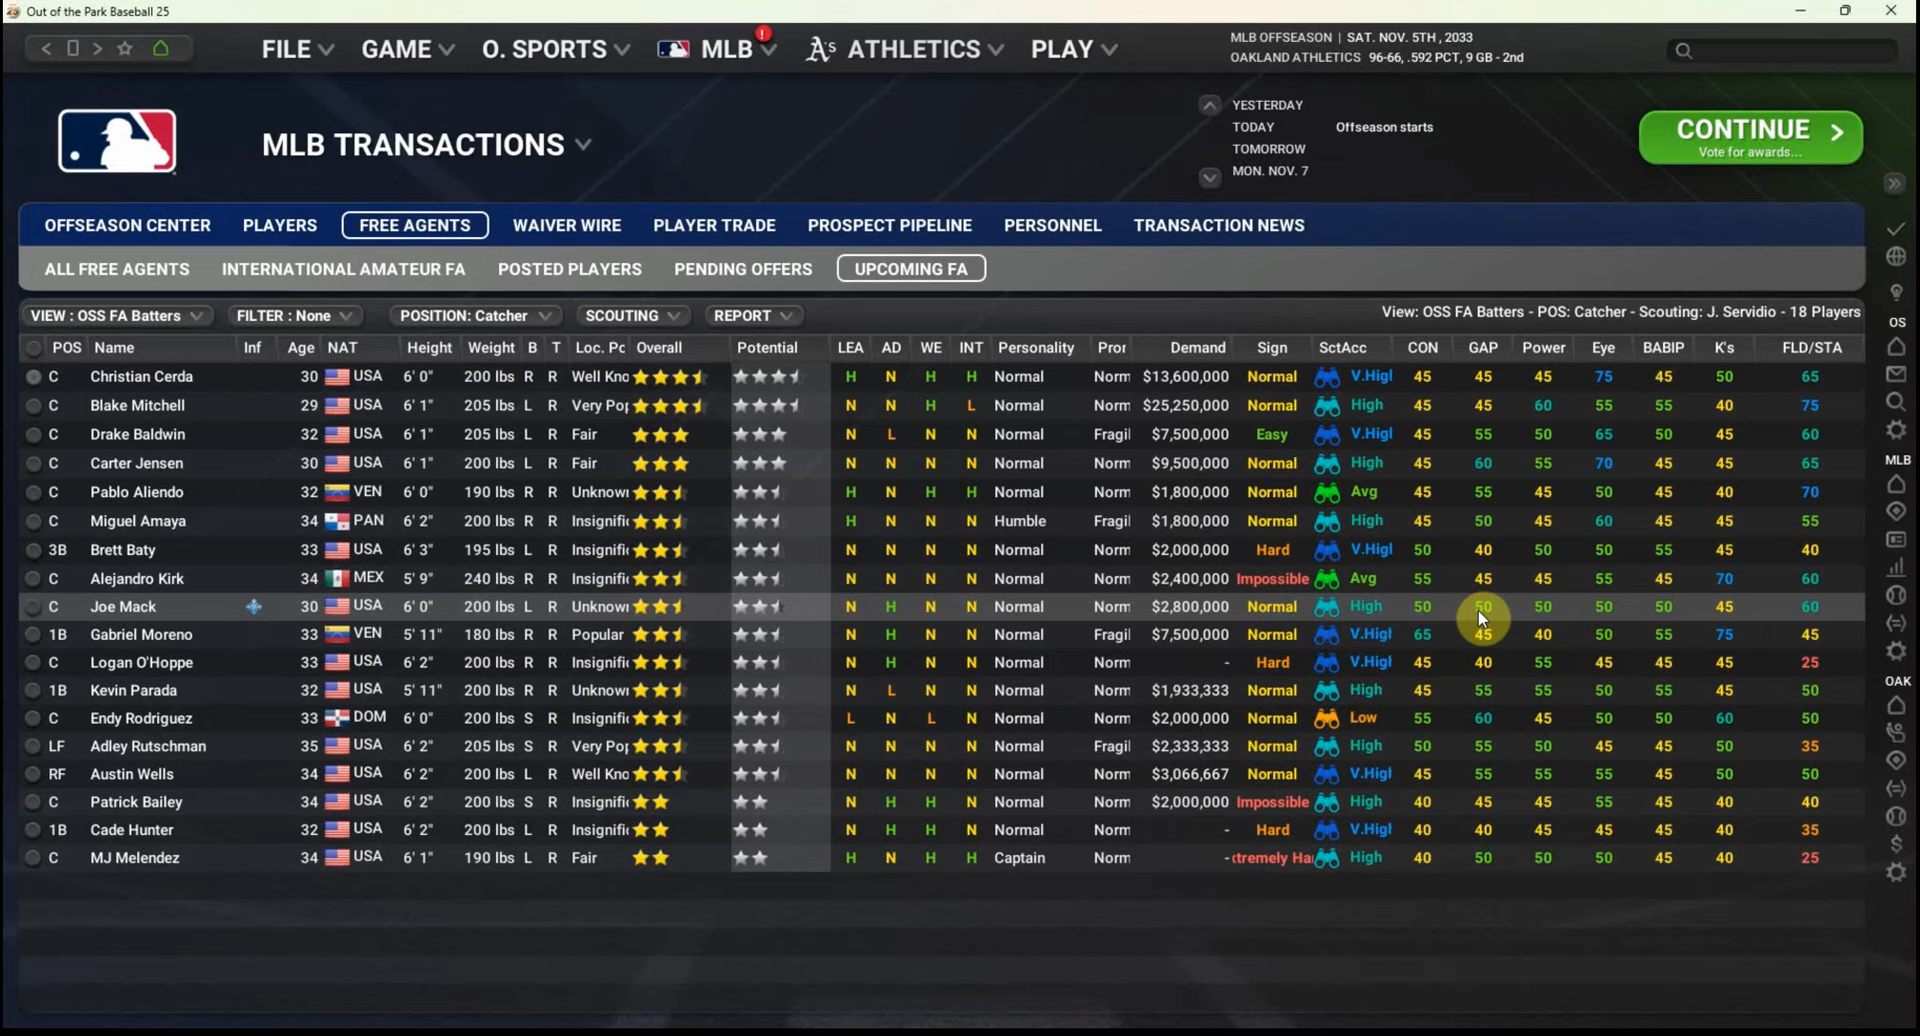 Out of the Park Baseball 25
FILE GAME O. SPORTS MLB ! A's ATHLETICS PLAY
MLB OFFSEASON | SAT. NOV. 5TH , 2033
OAKLAND ATHLETICS 96-66, .592 PCT, 9 GB - 2nd
MLB TRANSACTIONS
YESTERDAY
TODAY Offseason starts
TOMORROW
MON. NOV. 7
CONTINUE
Vote for awards...
OFFSEASON CENTER PLAYERS FREE AGENTS WAIVER WIRE PLAYER TRADE PROSPECT PIPELINE PERSONNEL TRANSACTION NEWS
ALL FREE AGENTS INTERNATIONAL AMATEUR FA POSTED PLAYERS PENDING OFFERS UPCOMING FA
VIEW : OSS FA Batters FILTER : None POSITION: Catcher SCOUTING REPORT View: OSS FA Batters - POS: Catcher - Scouting: J. Servidio - 18 Players
POS Name Inf Age NAT Height Weight B T Loc. Pc Overall Potential LEA AD WE INT Personality Pror Demand Sign SctAcc CON GAP Power Eye BABIP K's FLD/STA
C Christian Cerda 30 USA 6' 0" 200 lbs R R Well Kno H N H H Normal Norm $13,600,000 Normal V.Higl 45 45 45 75 45 50 65
C Blake Mitchell 29 USA 6' 1" 205 lbs L R Very Pop N N H L Normal Norm $25,250,000 Normal High 45 45 60 55 55 40 75
C Drake Baldwin 32 USA 6' 1" 205 lbs L R Fair N L N N Normal Fragil $7,500,000 Easy V.Higl 45 55 50 65 50 45 60
C Carter Jensen 30 USA 6' 1" 200 lbs L R Fair N N N N Normal Norm $9,500,000 Normal High 45 60 55 70 45 45 65
C Pablo Aliendo 32 VEN 6' 0" 190 lbs R R Unknown H N H H Normal Norm $1,800,000 Normal Avg 45 55 45 50 45 40 70
C Miguel Amaya 34 PAN 6' 2" 200 lbs R R Insignific H N N N Humble Fragil $1,800,000 Normal High 45 50 45 60 45 45 55
3B Brett Baty 33 USA 6' 3" 195 lbs L R Insignific N N N N Normal Norm $2,000,000 Hard V.Higl 50 40 50 50 55 45 40
C Alejandro Kirk 34 MEX 5' 9" 240 lbs R R Insignific N N N N Normal Norm $2,400,000 Impossible Avg 55 45 45 55 45 70 60
C Joe Mack 30 USA 6' 0" 200 lbs L R Unknown N H N N Normal Norm $2,800,000 Normal High 50 50 50 50 50 45 60
1B Gabriel Moreno 33 VEN 5' 11" 180 lbs R R Popular N H N N Normal Fragil $7,500,000 Normal V.Higl 65 45 40 50 55 75 45
C Logan O'Hoppe 33 USA 6' 2" 200 lbs R R Insignific N H N N Normal Norm - Hard V.Higl 45 40 55 45 45 45 25
1B Kevin Parada 32 USA 5' 11" 200 lbs R R Unknown N L N N Normal Norm $1,933,333 Normal High 45 55 55 50 45 45 50
C Endy Rodriguez 33 DOM 6' 0" 200 lbs S R Insignific L N L N Normal Norm $2,000,000 Normal Low 55 60 45 50 50 60 50
LF Adley Rutschman 35 USA 6' 2" 205 lbs S R Very Pop N N N N Normal Fragil $2,333,333 Normal High 50 55 50 45 45 50 35
RF Austin Wells 34 USA 6' 2" 200 lbs L R Well Kno N N N N Normal Norm $3,066,667 Normal V.Higl 45 55 55 55 45 50 50
C Patrick Bailey 34 USA 6' 2" 200 lbs S R Insignific N H H N Normal Norm $2,000,000 Impossible High 40 45 45 55 45 40 40
1B Cade Hunter 32 USA 6' 2" 200 lbs L R Insignific N H H N Normal Norm - Hard V.Higl 40 40 45 45 45 40 35
C MJ Melendez 34 USA 6' 1" 190 lbs L R Fair H N H H Captain Norm - xtremely Har High 40 50 50 50 45 40 25
OS
MLB
OAK